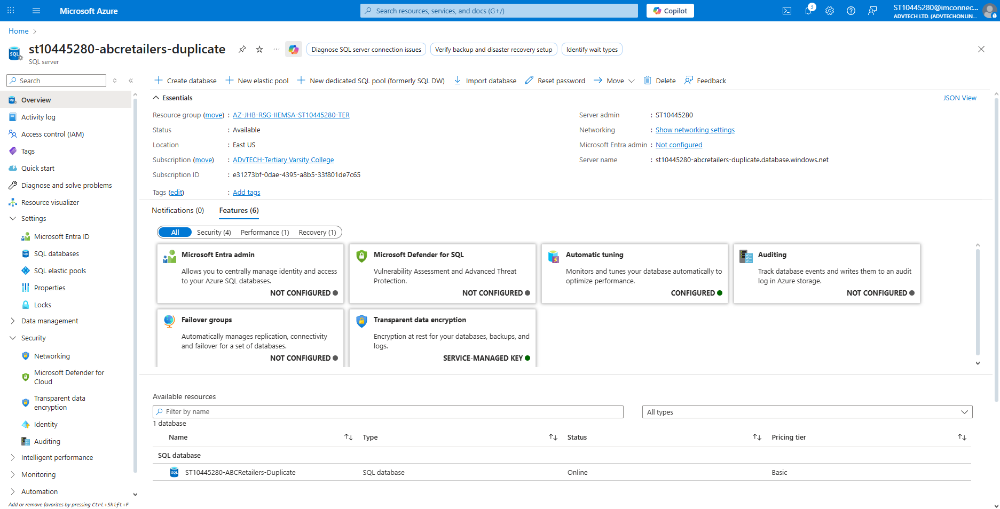 Microsoft Azure
Search resources, services, and docs (G+/)
Copilot
3
ST10445280@imconnec...
ADVTECH LTD. (ADVTECHONLIN...
Home
st10445280-abcretailers-duplicate
SQL server
Diagnose SQL server connection issues
Verify backup and disaster recovery setup
Identify wait types
Search
Overview
Activity log
Access control (IAM)
Tags
Quick start
Diagnose and solve problems
Resource visualizer
Settings
Microsoft Entra ID
SQL databases
SQL elastic pools
Properties
Locks
Data management
Security
Networking
Microsoft Defender for
Cloud
Transparent data
encryption
Identity
Auditing
Intelligent performance
Monitoring
Automation
Add or remove favorites by pressing Ctrl+Shift+F
Create database
New elastic pool
New dedicated SQL pool (formerly SQL DW)
Import database
Reset password
Move
Delete
Feedback
Essentials
JSON View
Resource group (move) : AZ-JHB-RSG-IIEMSA-ST10445280-TER
Status : Available
Location : East US
Subscription (move) : ADvTECH-Tertiary Varsity College
Subscription ID : e31273bf-0dae-4395-a8b5-33f801de7c65
Tags (edit) : Add tags
Server admin : ST10445280
Networking : Show networking settings
Microsoft Entra admin : Not configured
Server name : st10445280-abcretailers-duplicate.database.windows.net
Notifications (0)
Features (6)
All
Security (4)
Performance (1)
Recovery (1)
Microsoft Entra admin
Allows you to centrally manage identity and access
to your Azure SQL databases.
NOT CONFIGURED
Microsoft Defender for SQL
Vulnerability Assessment and Advanced Threat
Protection.
NOT CONFIGURED
Automatic tuning
Monitors and tunes your database automatically to
optimize performance.
CONFIGURED
Auditing
Track database events and writes them to an audit
log in Azure storage.
NOT CONFIGURED
Failover groups
Automatically manages replication, connectivity
and failover for a set of databases.
NOT CONFIGURED
Transparent data encryption
Encryption at rest for your databases, backups, and
logs.
SERVICE-MANAGED KEY
Available resources
Filter by name
All types
1 database
Name Type Status Pricing tier
SQL database
SQL ST10445280-ABCRetailers-Duplicate SQL database Online Basic